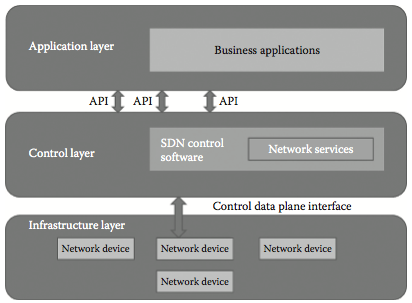 Application layer
Business applications
API
API
API
Control layer
SDN control
software
Network services
Control data plane interface
Infrastructure layer
Network device
Network device
Network device
Network device